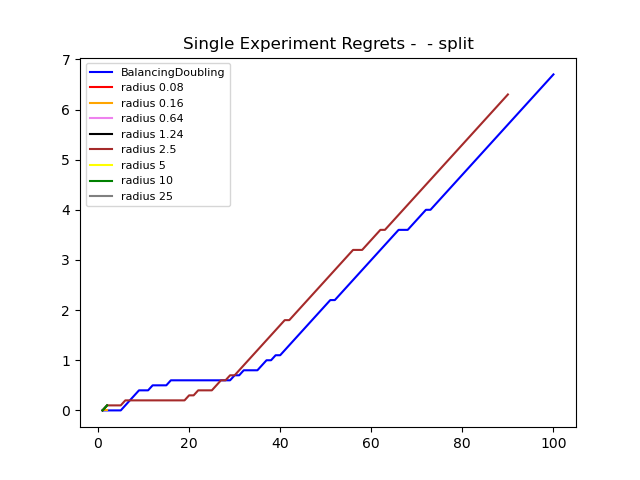 Single Experiment Regrets -  - split
7
6
5
4
3
2
1
0
BalancingDoubling
radius 0.08
radius 0.16
radius 0.64
radius 1.24
radius 2.5
radius 5
radius 10
radius 25
0 20 40 60 80 100